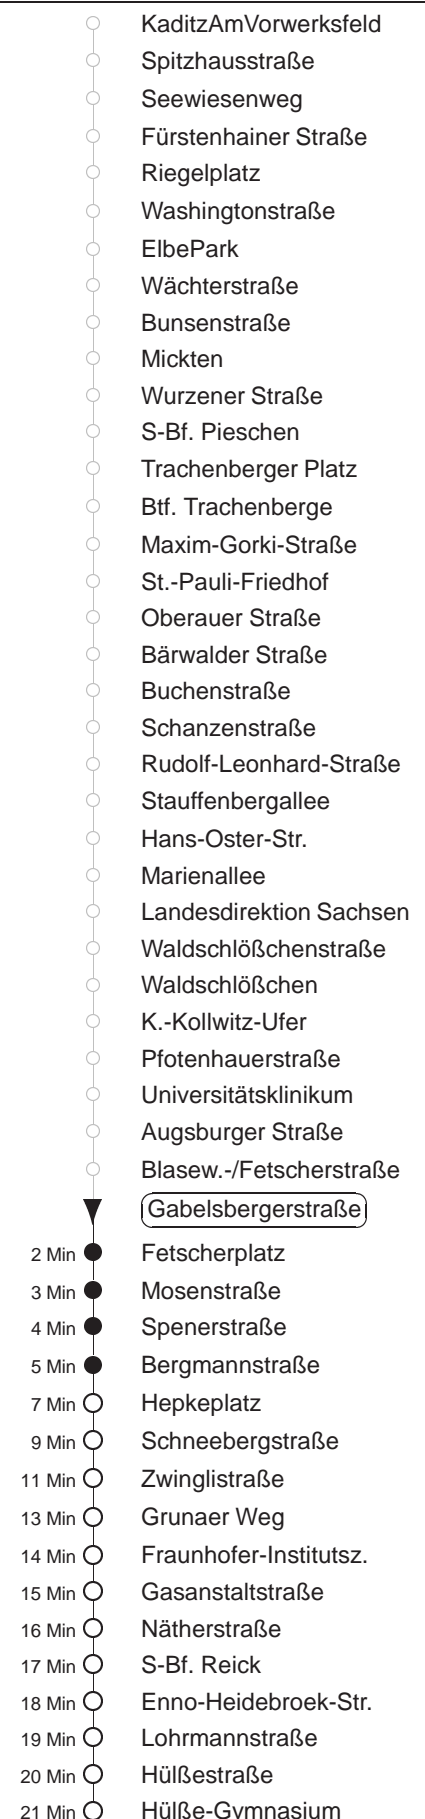 KaditzAmVorwerksfeld
Spitzhausstraße
Seewiesenweg
Fürstenhainer Straße
Riegelplatz
Washingtonstraße
ElbePark
Wächterstraße
Bunsenstraße
Mickten
Wurzener Straße
S-Bf. Pieschen
Trachenberger Platz
Btf. Trachenberge
Maxim-Gorki-Straße
St.-Pauli-Friedhof
Oberauer Straße
Bärwalder Straße
Buchenstraße
Schanzenstraße
Rudolf-Leonhard-Straße
Stauffenbergallee
Hans-Oster-Str.
Marienallee
Landesdirektion Sachsen
Waldschlößchenstraße
Waldschlößchen
K.-Kollwitz-Ufer
Pfotenhauerstraße
Universitätsklinikum
Augsburger Straße
Blasew.-/Fetscherstraße
Gabelsbergerstraße
2 Min Fetscherplatz
3 Min Mosenstraße
4 Min Spenerstraße
5 Min Bergmannstraße
7 Min Hepkeplatz
9 Min Schneebergstraße
11 Min Zwinglistraße
13 Min Grunaer Weg
14 Min Fraunhofer-Institutsz.
15 Min Gasanstaltstraße
16 Min Nätherstraße
17 Min S-Bf. Reick
18 Min Enno-Heidebroek-Str.
19 Min Lohrmannstraße
20 Min Hülßestraße
21 Min Hülße-Gymnasium